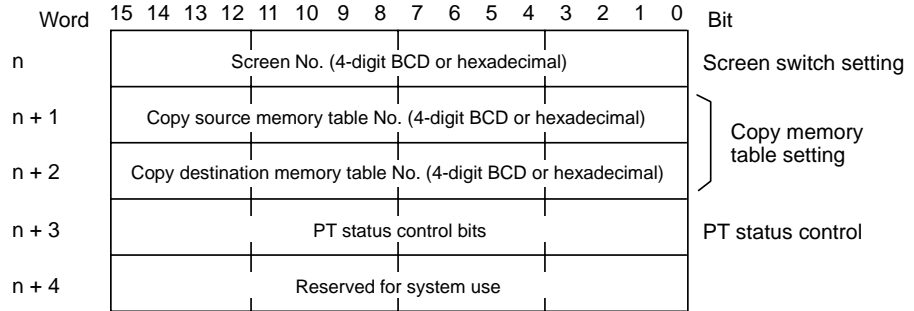 Word 15 14 13 12 11 10 9 8 7 6 5 4 3 2 1 0 Bit
n Screen No. (4-digit BCD or hexadecimal) Screen switch setting
n + 1 Copy source memory table No. (4-digit BCD or hexadecimal)
Copy memory
table setting
n + 2 Copy destination memory table No. (4-digit BCD or hexadecimal)
n + 3 PT status control bits PT status control
n + 4 Reserved for system use